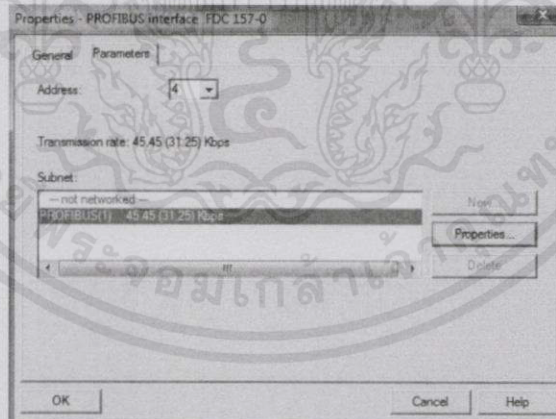 Properties - PROFIBUS interface FDC 157-0
General Parameters
Address: 4
Transmission rate: 45.45 (31.25) Kbps
Subnet:
--- not networked ---
PROFIBUS(1) 45.45 (31.25) Kbps
New...
Properties...
Delete
OK Cancel Help